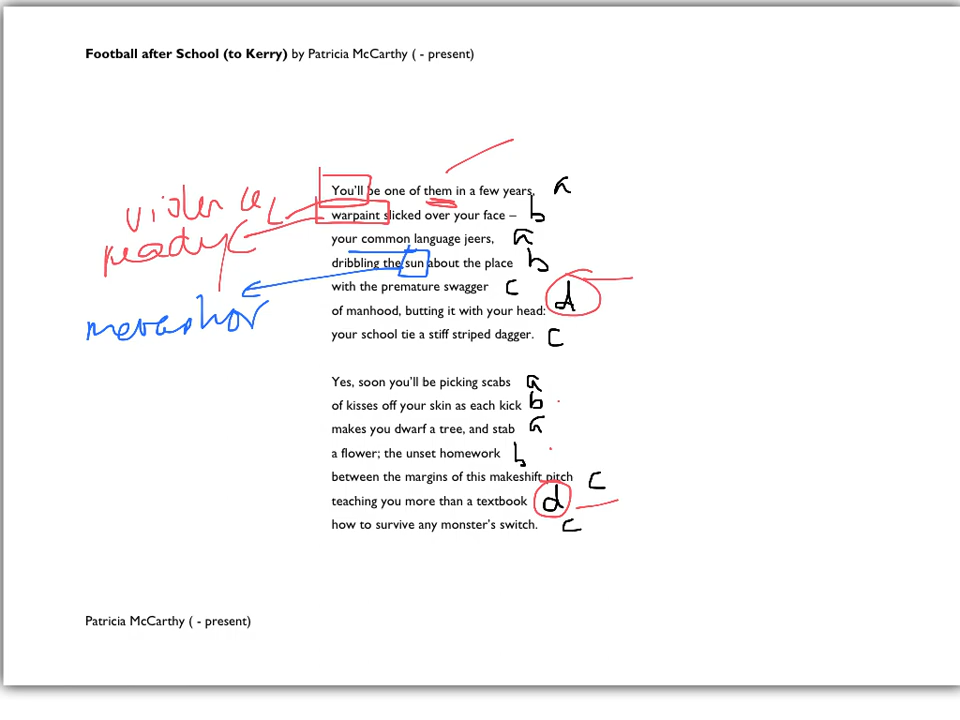 Football after School (to Kerry) by Patricia McCarthy ( - present)
You'll be one of them in a few years, a
warpaint slicked over your face – b
your common language jeers, a
dribbling the sun about the place b
with the premature swagger c
of manhood, butting it with your head: d
your school tie a stiff striped dagger. c
ready
Yes, soon you'll be picking scabs a
of kisses off your skin as each kick b
makes you dwarf a tree, and stab a
a flower; the unset homework b
between the margins of this makeshift pitch c
teaching you more than a textbook d
how to survive any monster's switch. c
Patricia McCarthy ( - present)